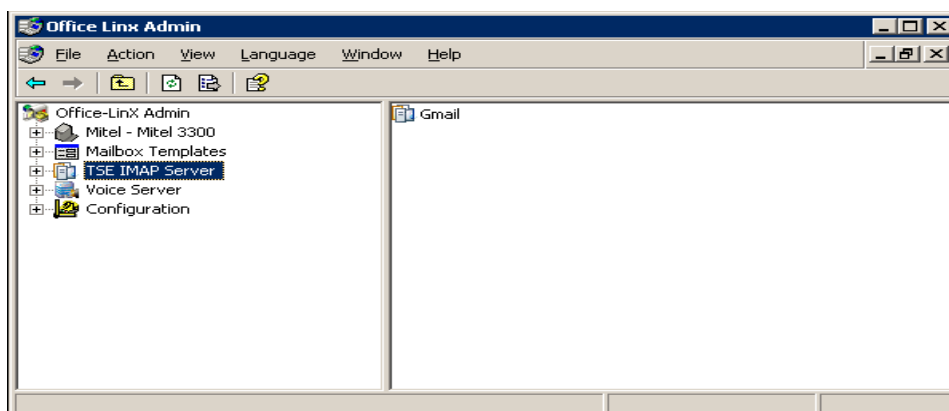 Office Linx Admin
File Action View Language Window Help
Office-LinX Admin
Mitel - Mitel 3300
Mailbox Templates
TSE IMAP Server
Voice Server
Configuration
Gmail